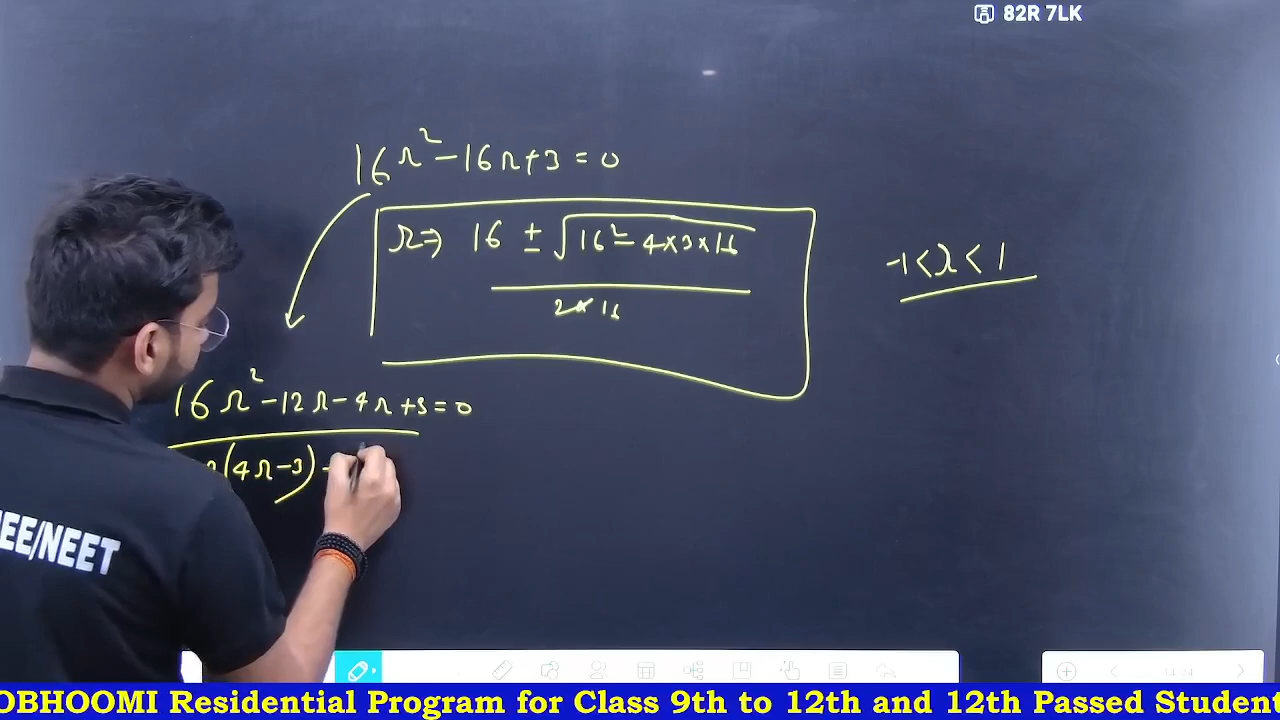 82R 7LK
16r² - 16r + 3 = 0
r ⇒ 16 ± √16² - 4×3×16
2×16
-1<r<1
16r² - 12r - 4r + 3 = 0
(4r-3) -
EE/NEET
OBHOOMI Residential Program for Class 9th to 12th and 12th Passed Student